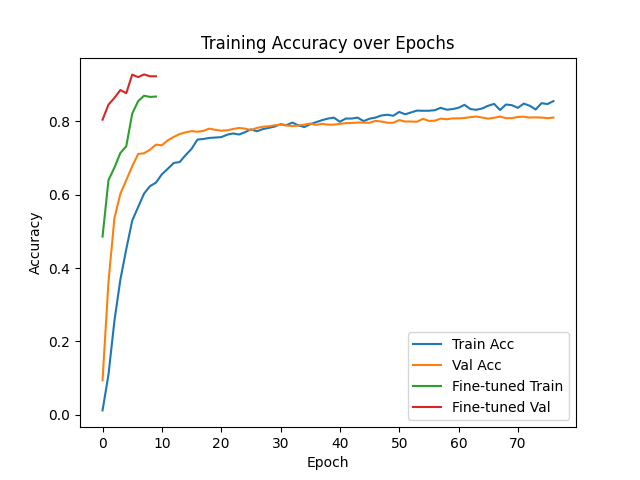 Training Accuracy over Epochs
Accuracy
0.8
0.6
0.4
0.2
0.0
0 10 20 30 40 50 60 70
Epoch
Train Acc
Val Acc
Fine-tuned Train
Fine-tuned Val